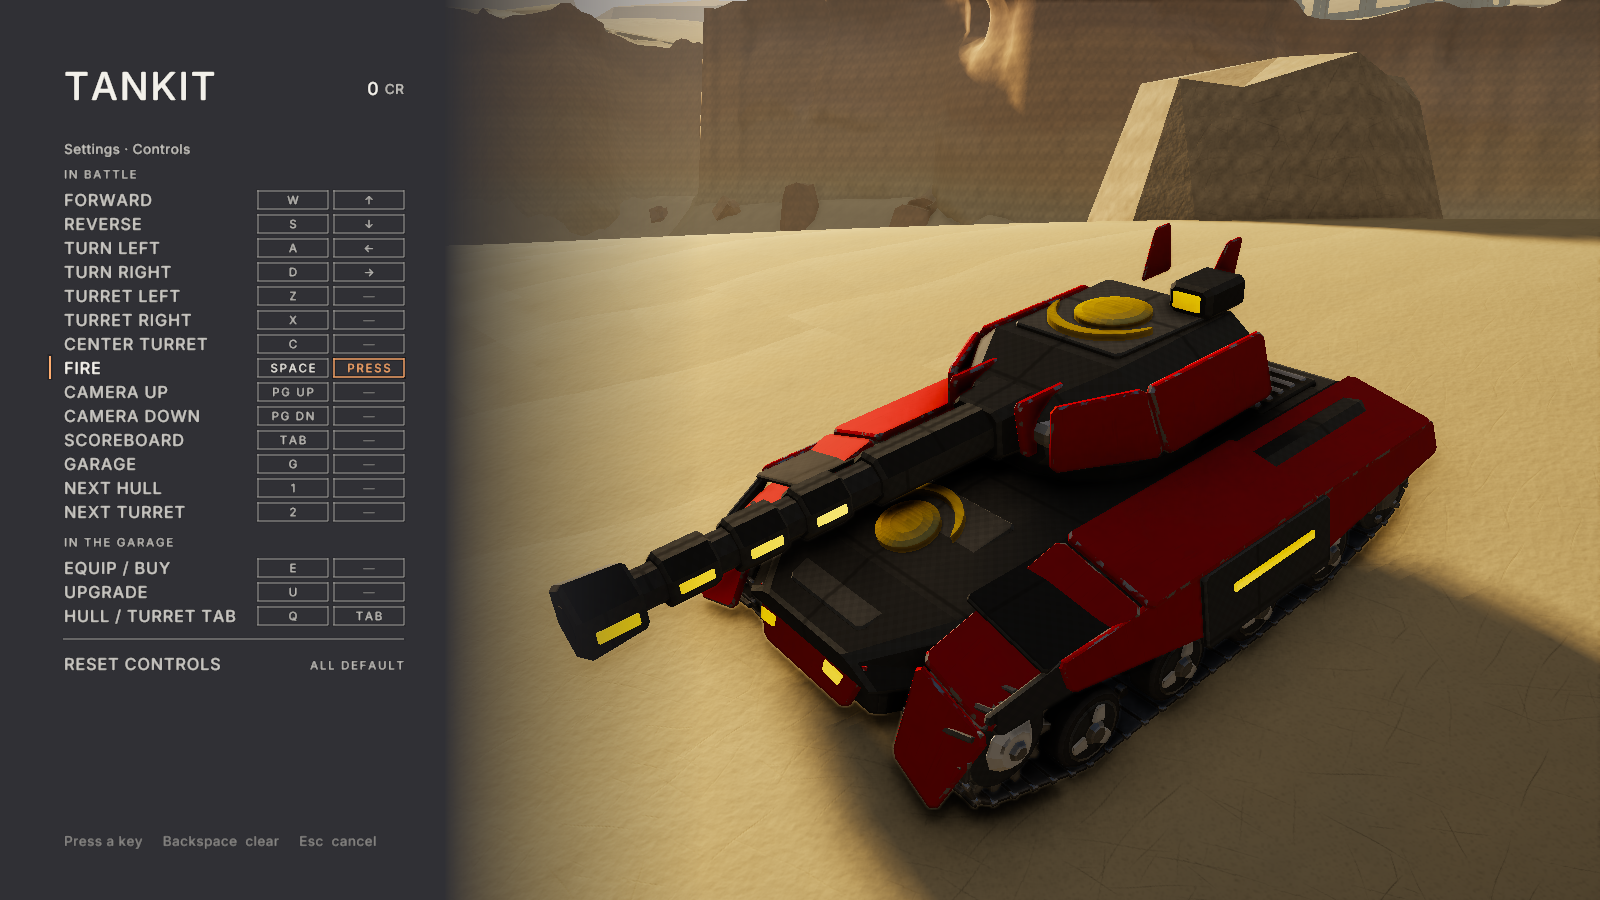 TANKIT 0 CR
Settings · Controls
IN BATTLE
FORWARD W ↑
REVERSE S ↓
TURN LEFT A ←
TURN RIGHT D →
TURRET LEFT Z —
TURRET RIGHT X —
CENTER TURRET C —
FIRE SPACE PRESS
CAMERA UP PG UP —
CAMERA DOWN PG DN —
SCOREBOARD TAB —
GARAGE G —
NEXT HULL 1 —
NEXT TURRET 2 —
IN THE GARAGE
EQUIP / BUY E —
UPGRADE U —
HULL / TURRET TAB Q TAB
RESET CONTROLS ALL DEFAULT
Press a key Backspace clear Esc cancel